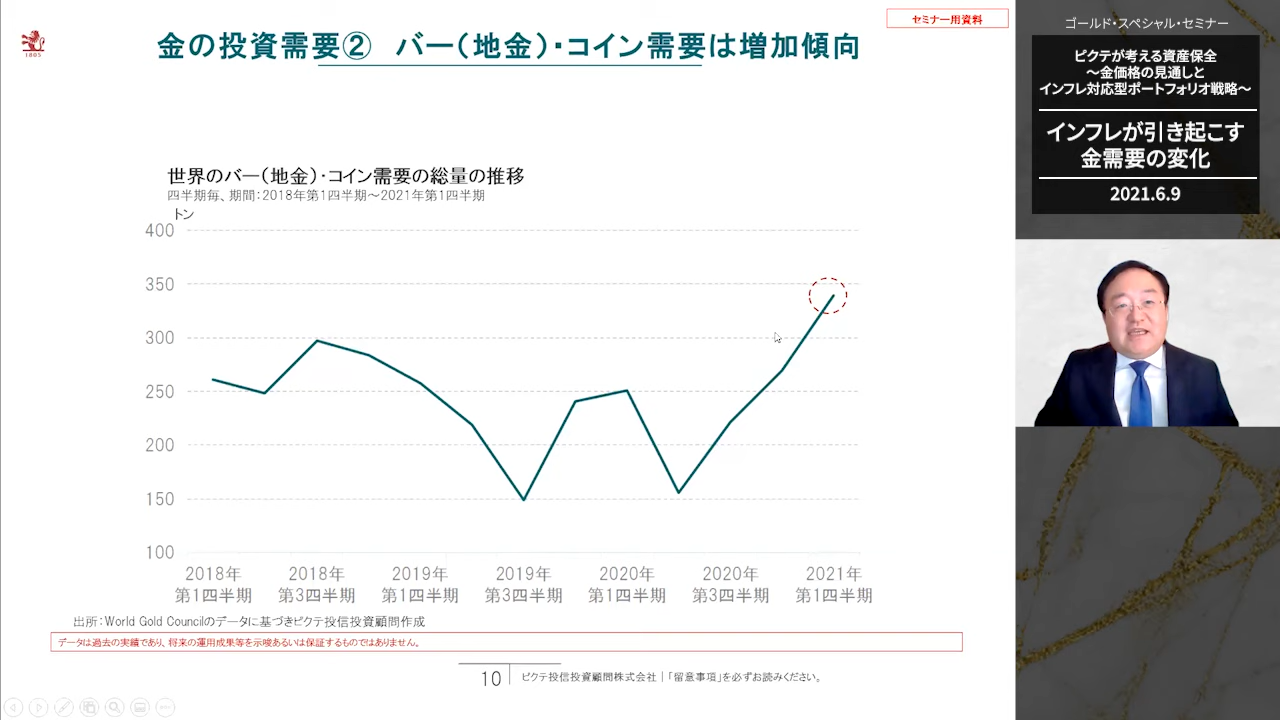 セミナー用資料
1805
金の投資需要② バー(地金)・コイン需要は増加傾向
世界のバー(地金)・コイン需要の総量の推移
四半期毎、期間：2018年第1四半期～2021年第1四半期
トン
400
350
300
250
200
150
100
2018年 2018年 2019年 2019年 2020年 2020年 2021年
第1四半期 第3四半期 第1四半期 第3四半期 第1四半期 第3四半期 第1四半期
出所：World Gold Councilのデータに基づきピクテ投信投資顧問作成
データは過去の実績であり、将来の運用成果等を示唆あるいは保証するものではありません。
10 ピクテ投信投資顧問株式会社｜「留意事項」を必ずお読みください。
ゴールド・スペシャル・セミナー
ピクテが考える資産保全
～金価格の見通しと
インフレ対応型ポートフォリオ戦略～
インフレが引き起こす
金需要の変化
2021.6.9